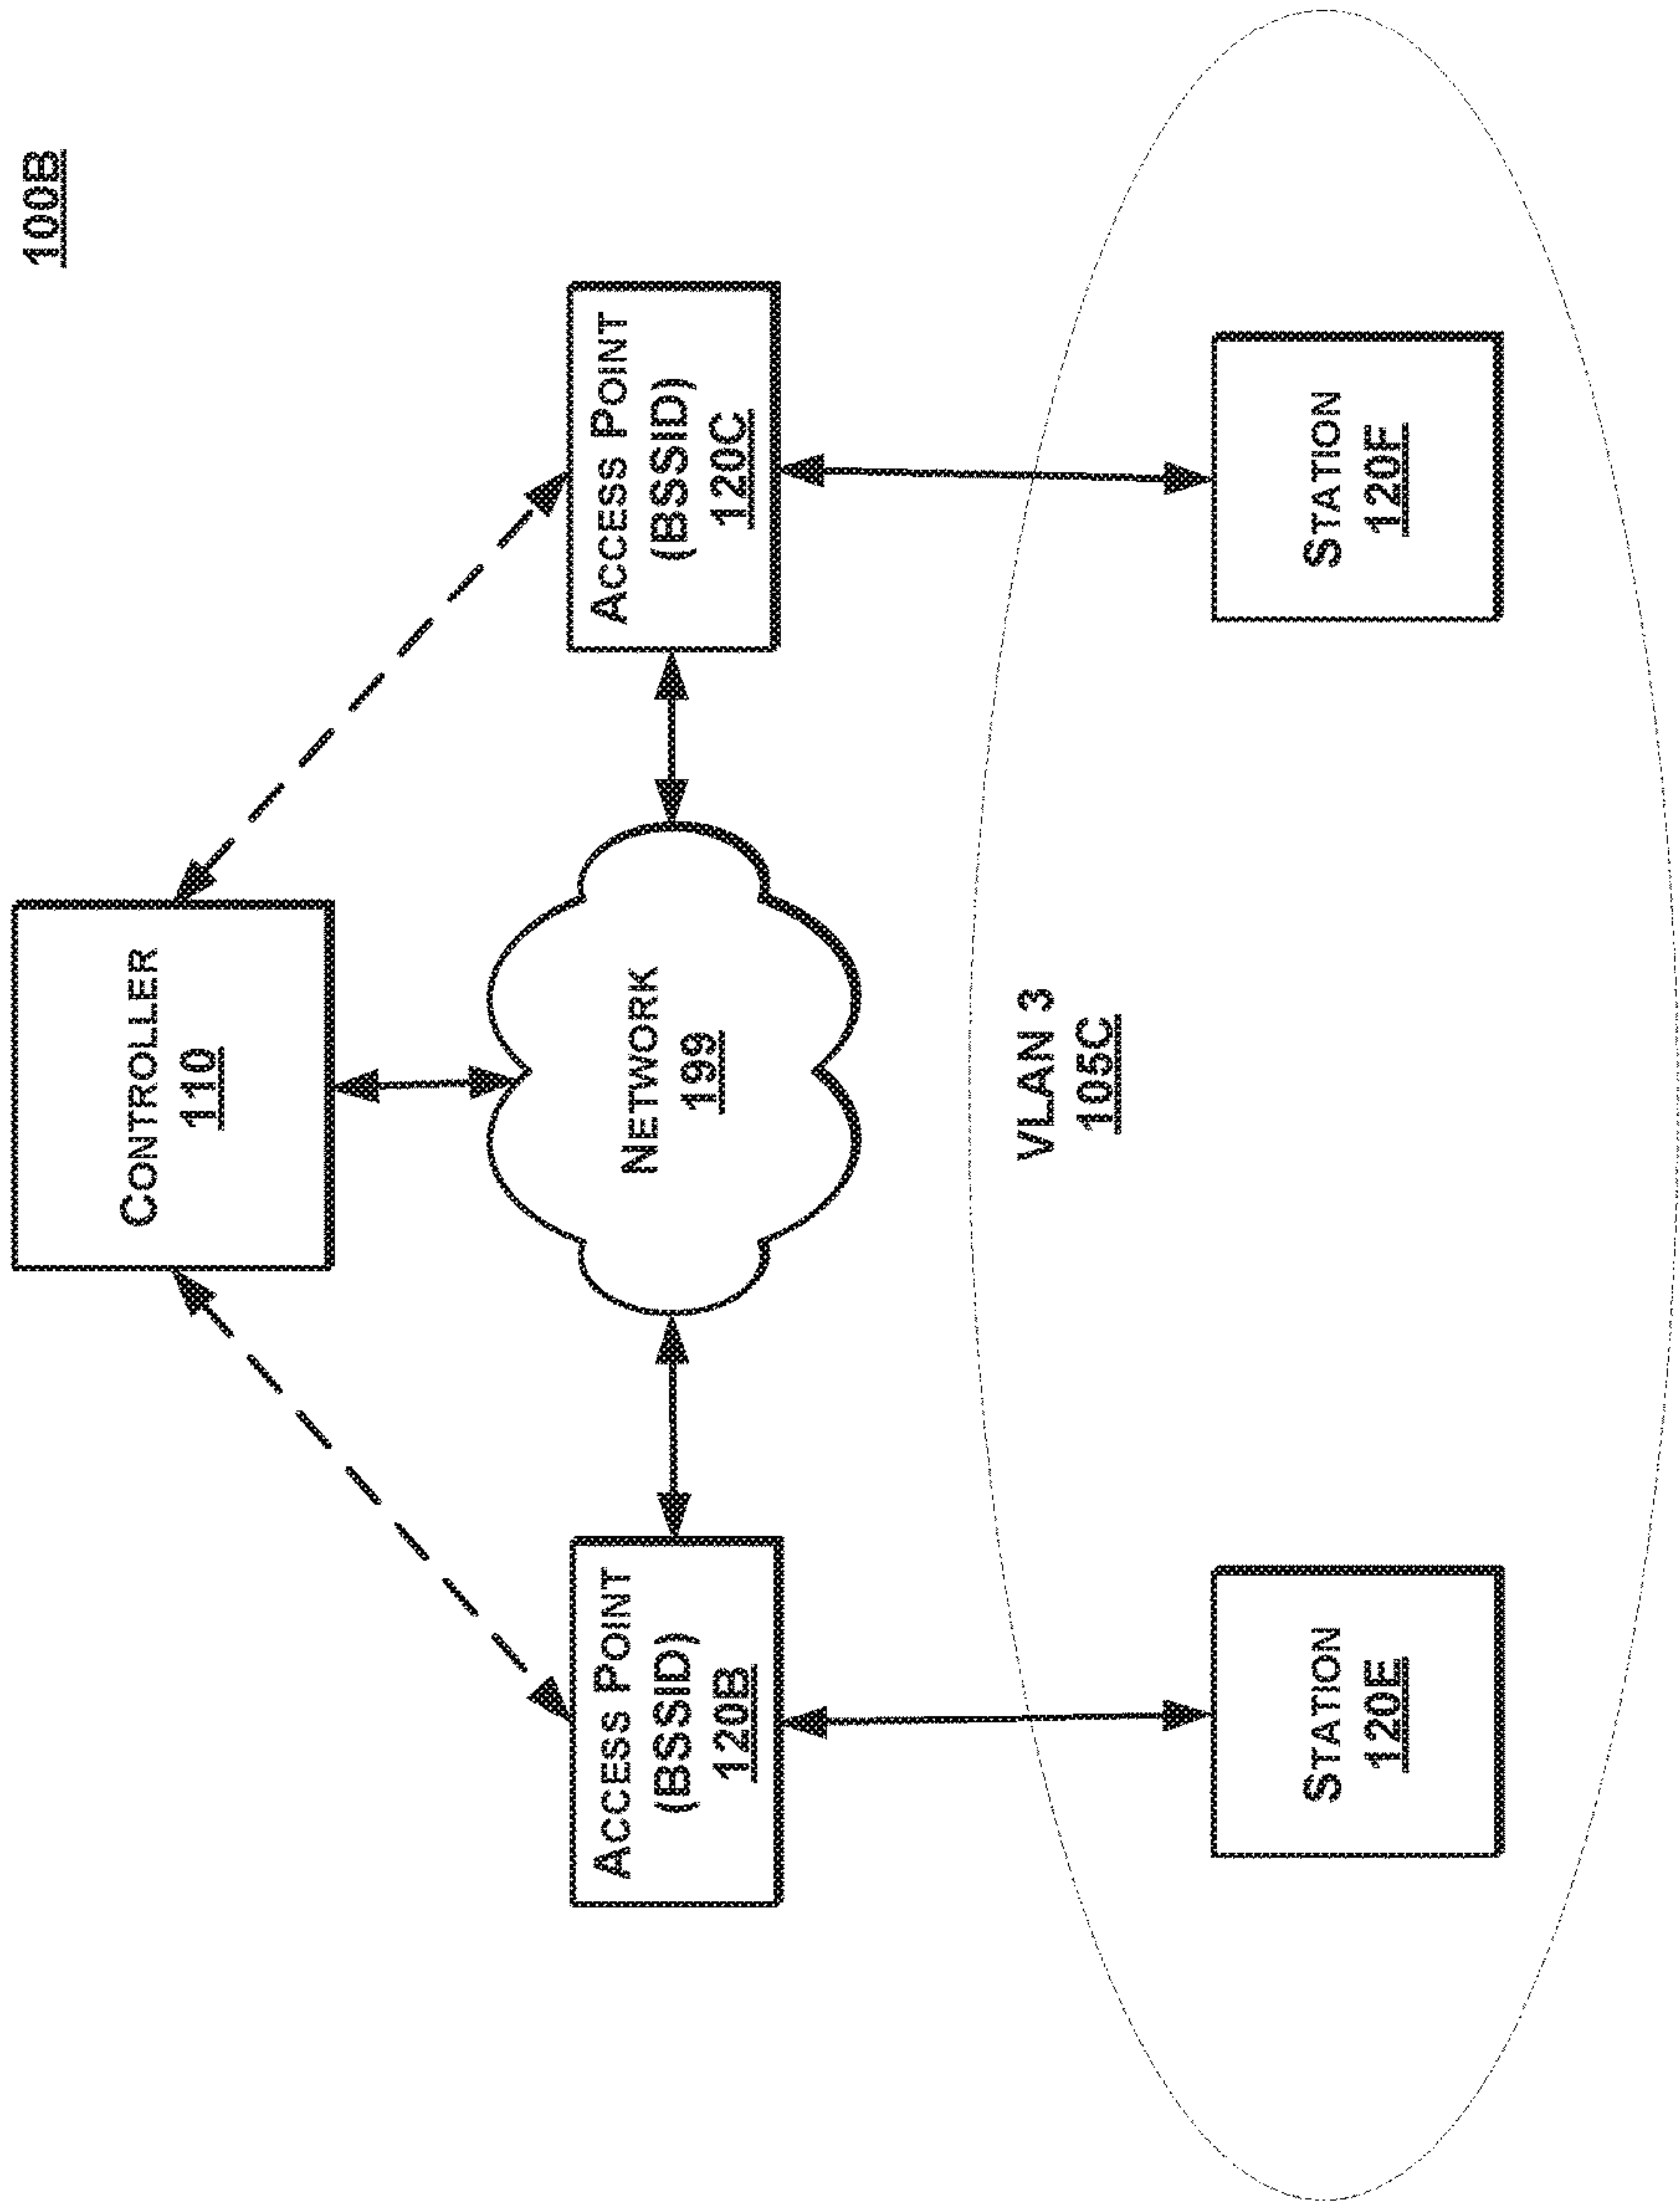 100B
CONTROLLER
110
ACCESS POINT
(BSSID)
120B
NETWORK
199
ACCESS POINT
(BSSID)
120C
VLAN 3
105C
STATION
120E
STATION
120F